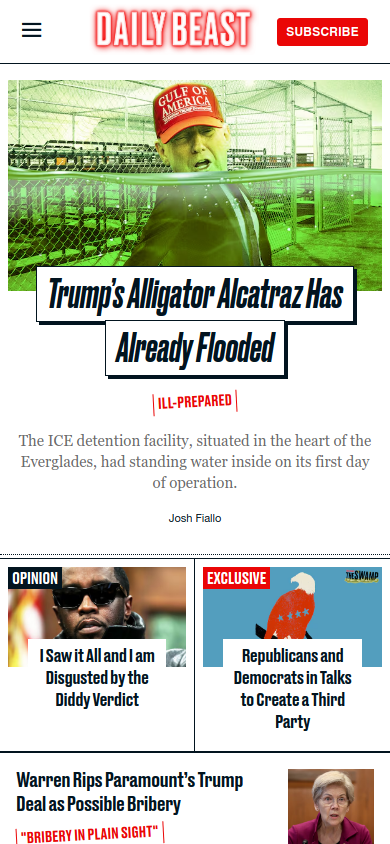 DAILY BEAST
SUBSCRIBE
GULF OF
AMERICA
Trump's Alligator Alcatraz Has
Already Flooded
ILL-PREPARED
The ICE detention facility, situated in the heart of the
Everglades, had standing water inside on its first day
of operation.
Josh Fiallo
OPINION
I Saw it All and I am
Disgusted by the
Diddy Verdict
EXCLUSIVE
THE SWAMP
Republicans and
Democrats in Talks
to Create a Third
Party
Warren Rips Paramount's Trump
Deal as Possible Bribery
"BRIBERY IN PLAIN SIGHT"